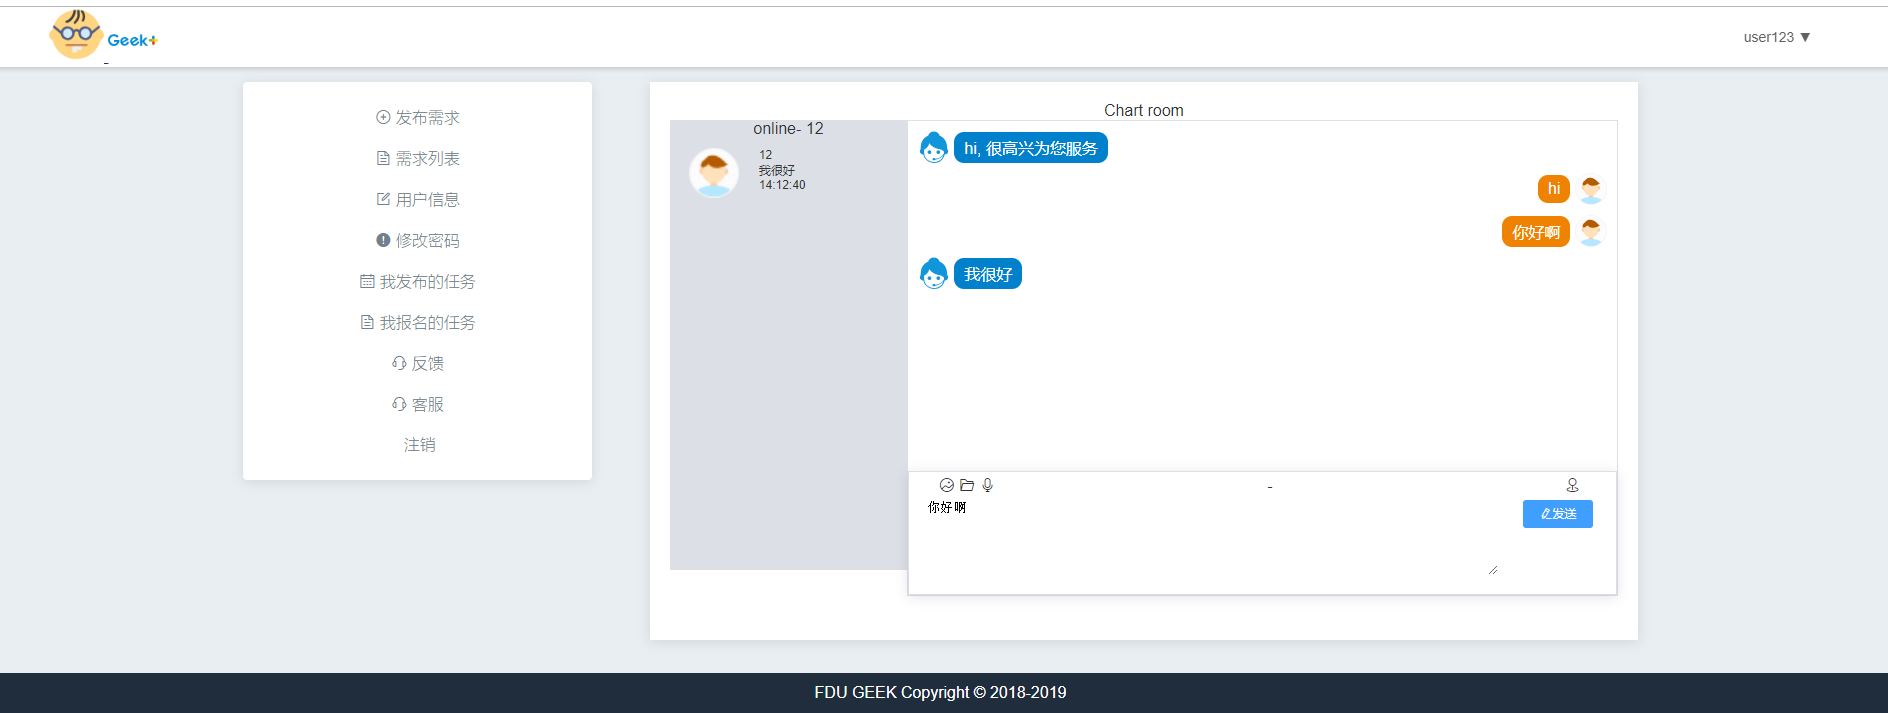 Geek+
user123 ▼
发布需求
需求列表
用户信息
修改密码
我发布的任务
我报名的任务
反馈
客服
注销
Chart room
online- 12
12
我很好
14:12:40
hi, 很高兴为您服务
hi
你好啊
我很好
-
你好啊
发送
FDU GEEK Copyright © 2018-2019